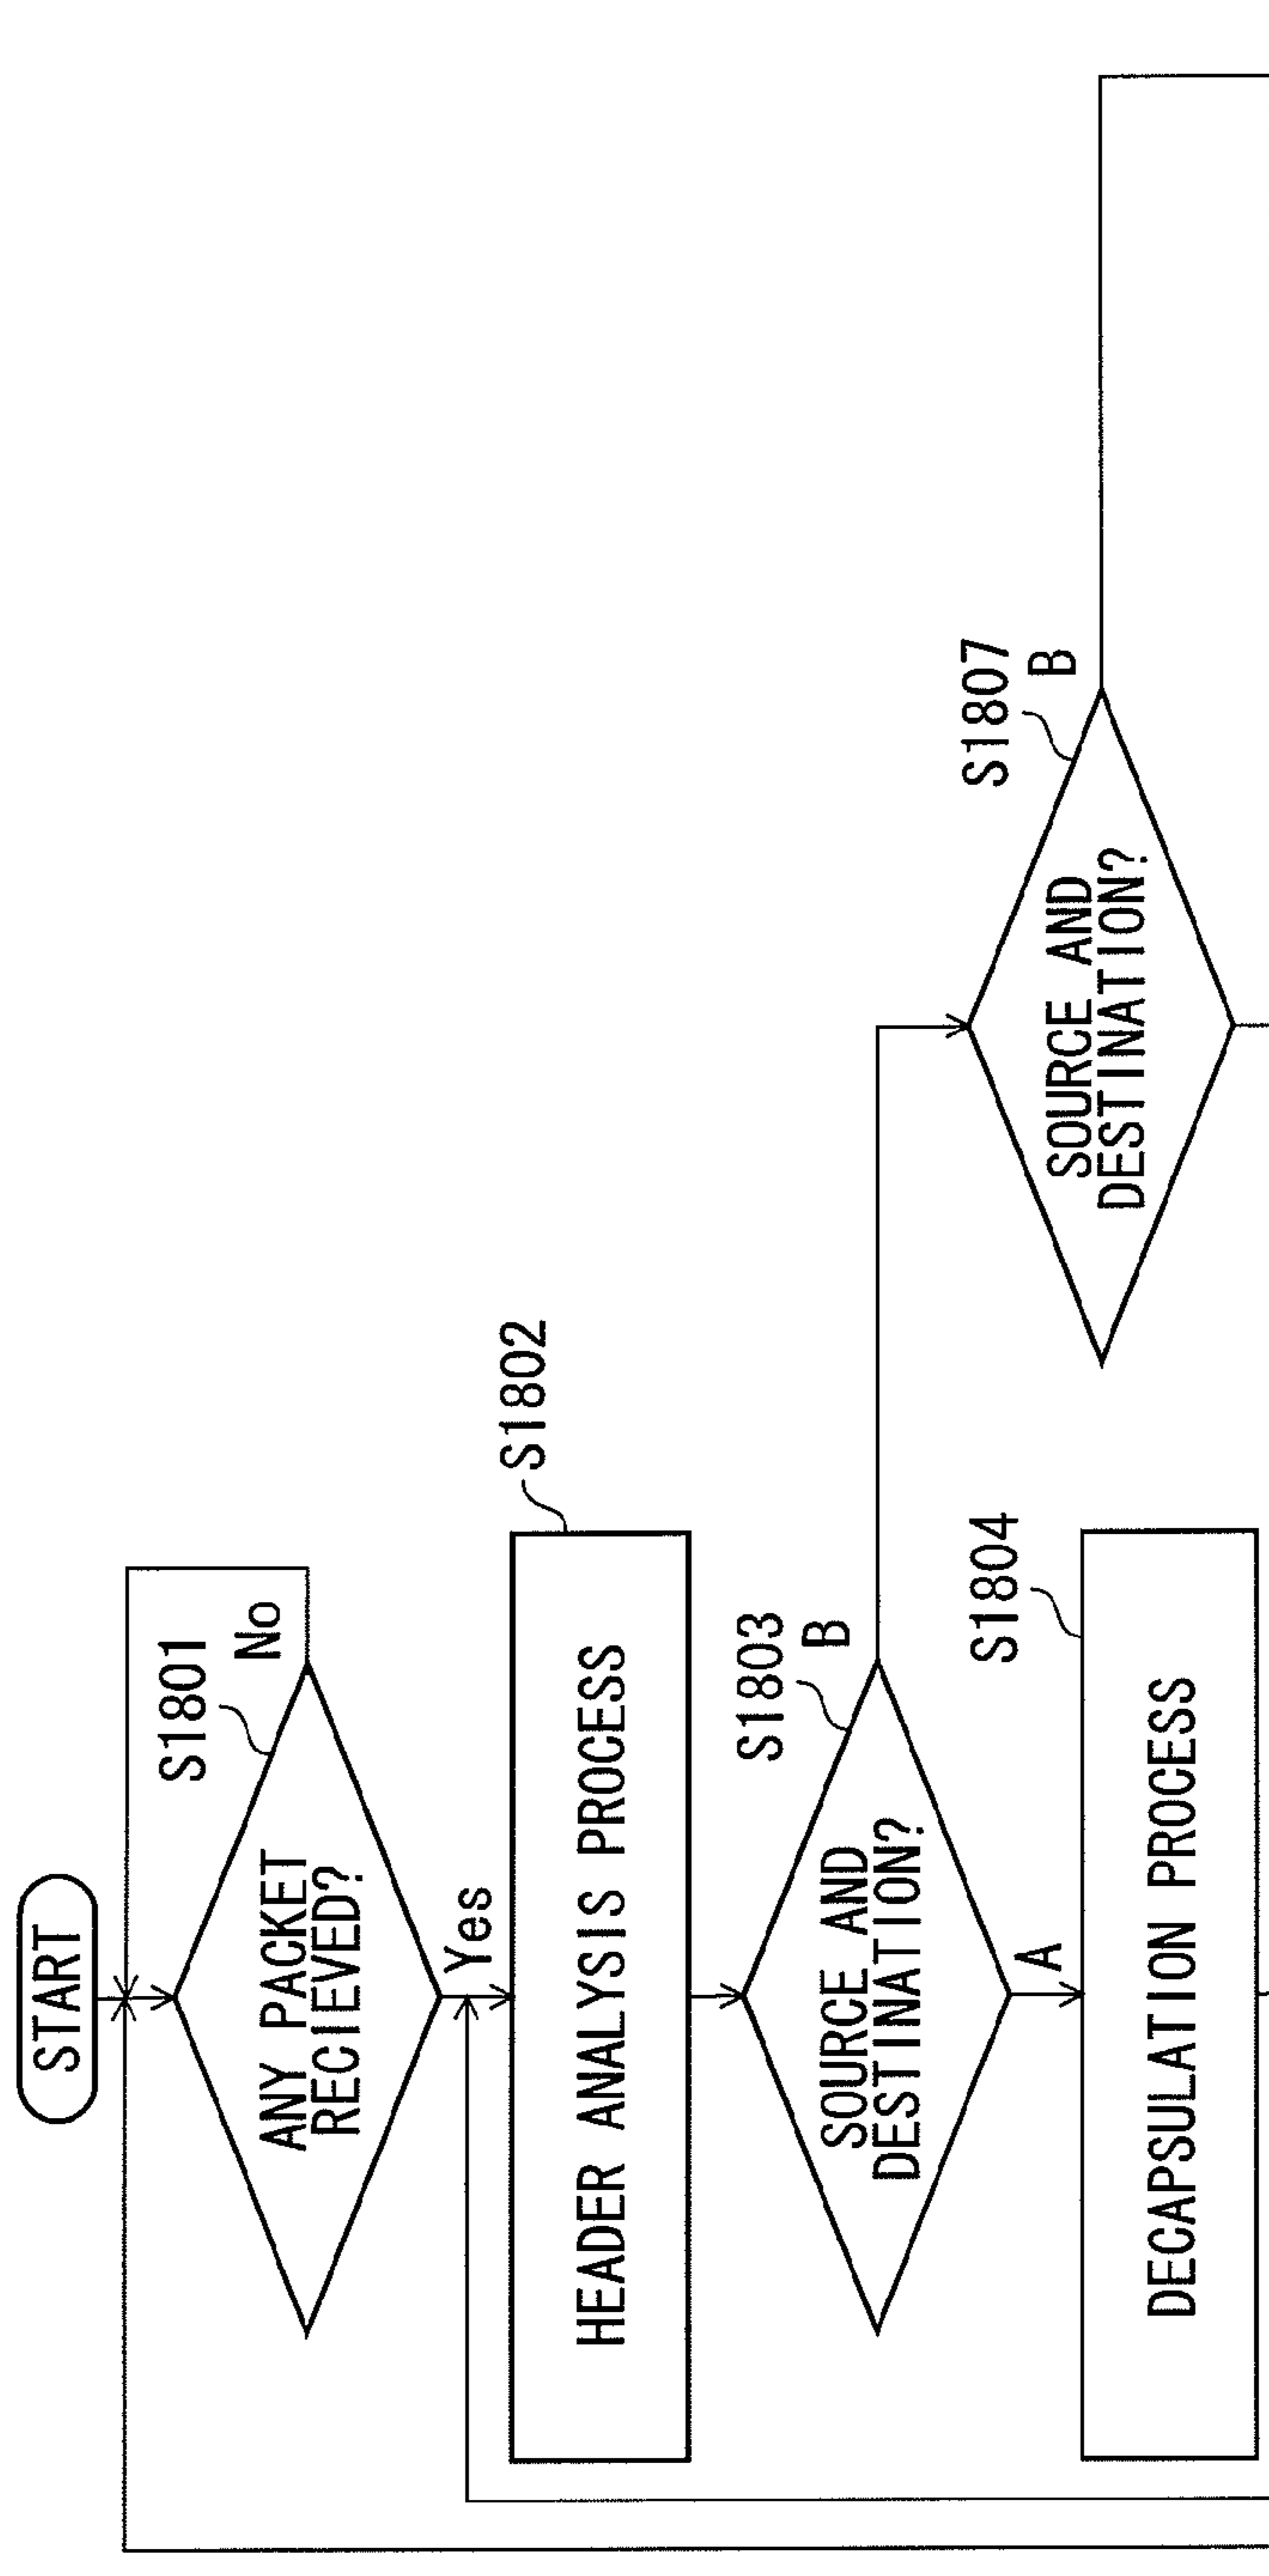 START
S1801
ANY PACKET
RECIEVED?
No
Yes
S1802
HEADER ANALYSIS PROCESS
S1803
SOURCE AND
DESTINATION?
B
A
S1804
DECAPSULATION PROCESS
S1807
SOURCE AND
DESTINATION?
B